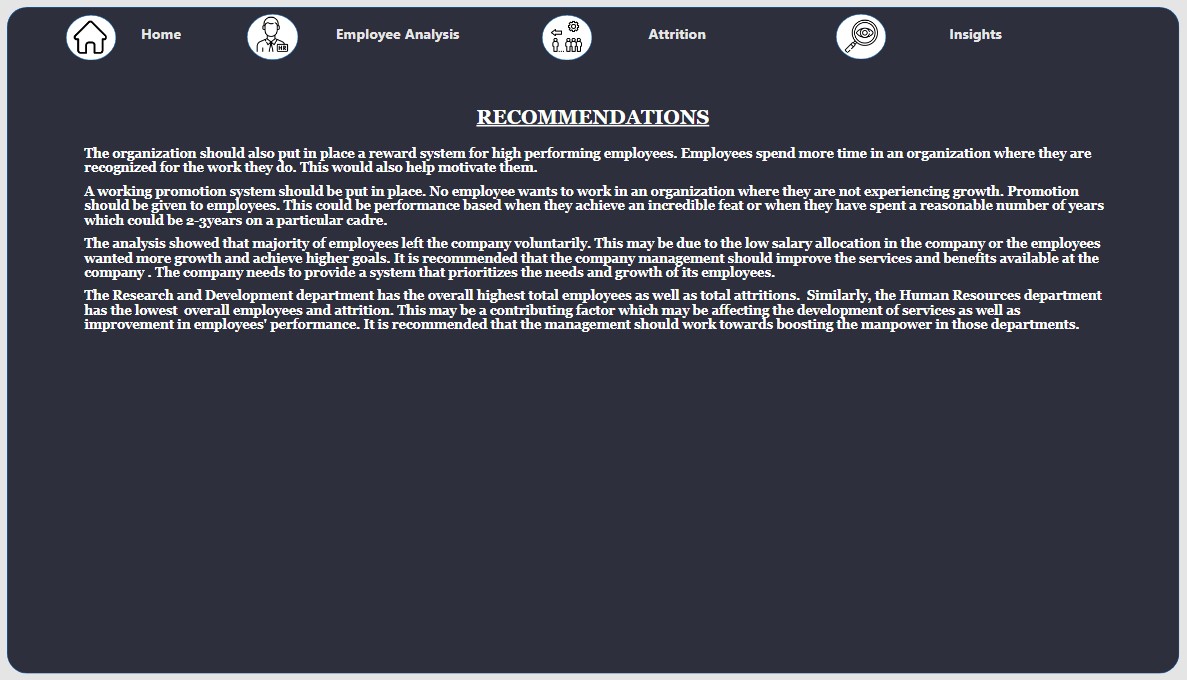 Home
HR
Employee Analysis
Attrition
Insights
RECOMMENDATIONS
The organization should also put in place a reward system for high performing employees. Employees spend more time in an organization where they are
recognized for the work they do. This would also help motivate them.
A working promotion system should be put in place. No employee wants to work in an organization where they are not experiencing growth. Promotion
should be given to employees. This could be performance based when they achieve an incredible feat or when they have spent a reasonable number of years
which could be 2-3years on a particular cadre.
The analysis showed that majority of employees left the company voluntarily. This may be due to the low salary allocation in the company or the employees
wanted more growth and achieve higher goals. It is recommended that the company management should improve the services and benefits available at the
company . The company needs to provide a system that prioritizes the needs and growth of its employees.
The Research and Development department has the overall highest total employees as well as total attritions.  Similarly, the Human Resources department
has the lowest  overall employees and attrition. This may be a contributing factor which may be affecting the development of services as well as
improvement in employees' performance. It is recommended that the management should work towards boosting the manpower in those departments.